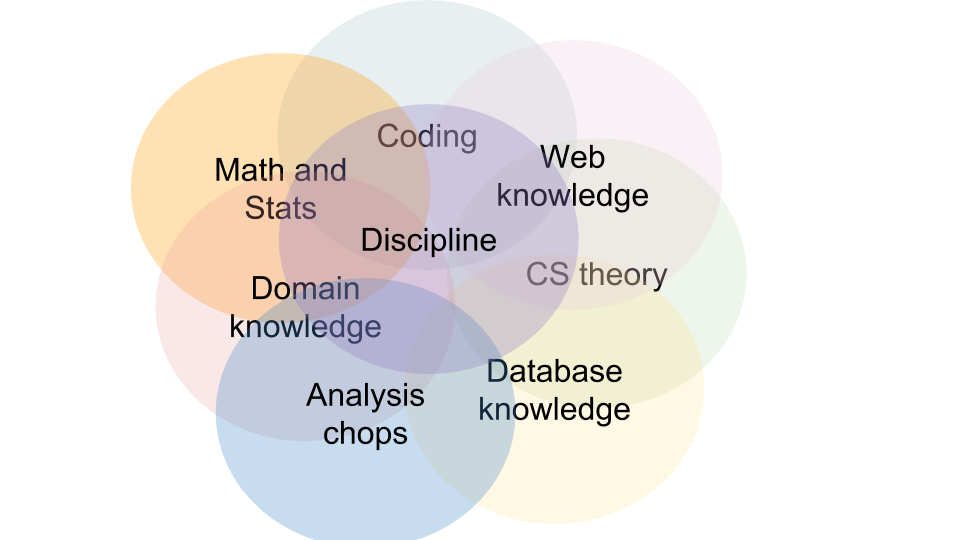 Coding
Web
knowledge
Math and
Stats
Discipline
CS theory
Domain
knowledge
Database
knowledge
Analysis
chops